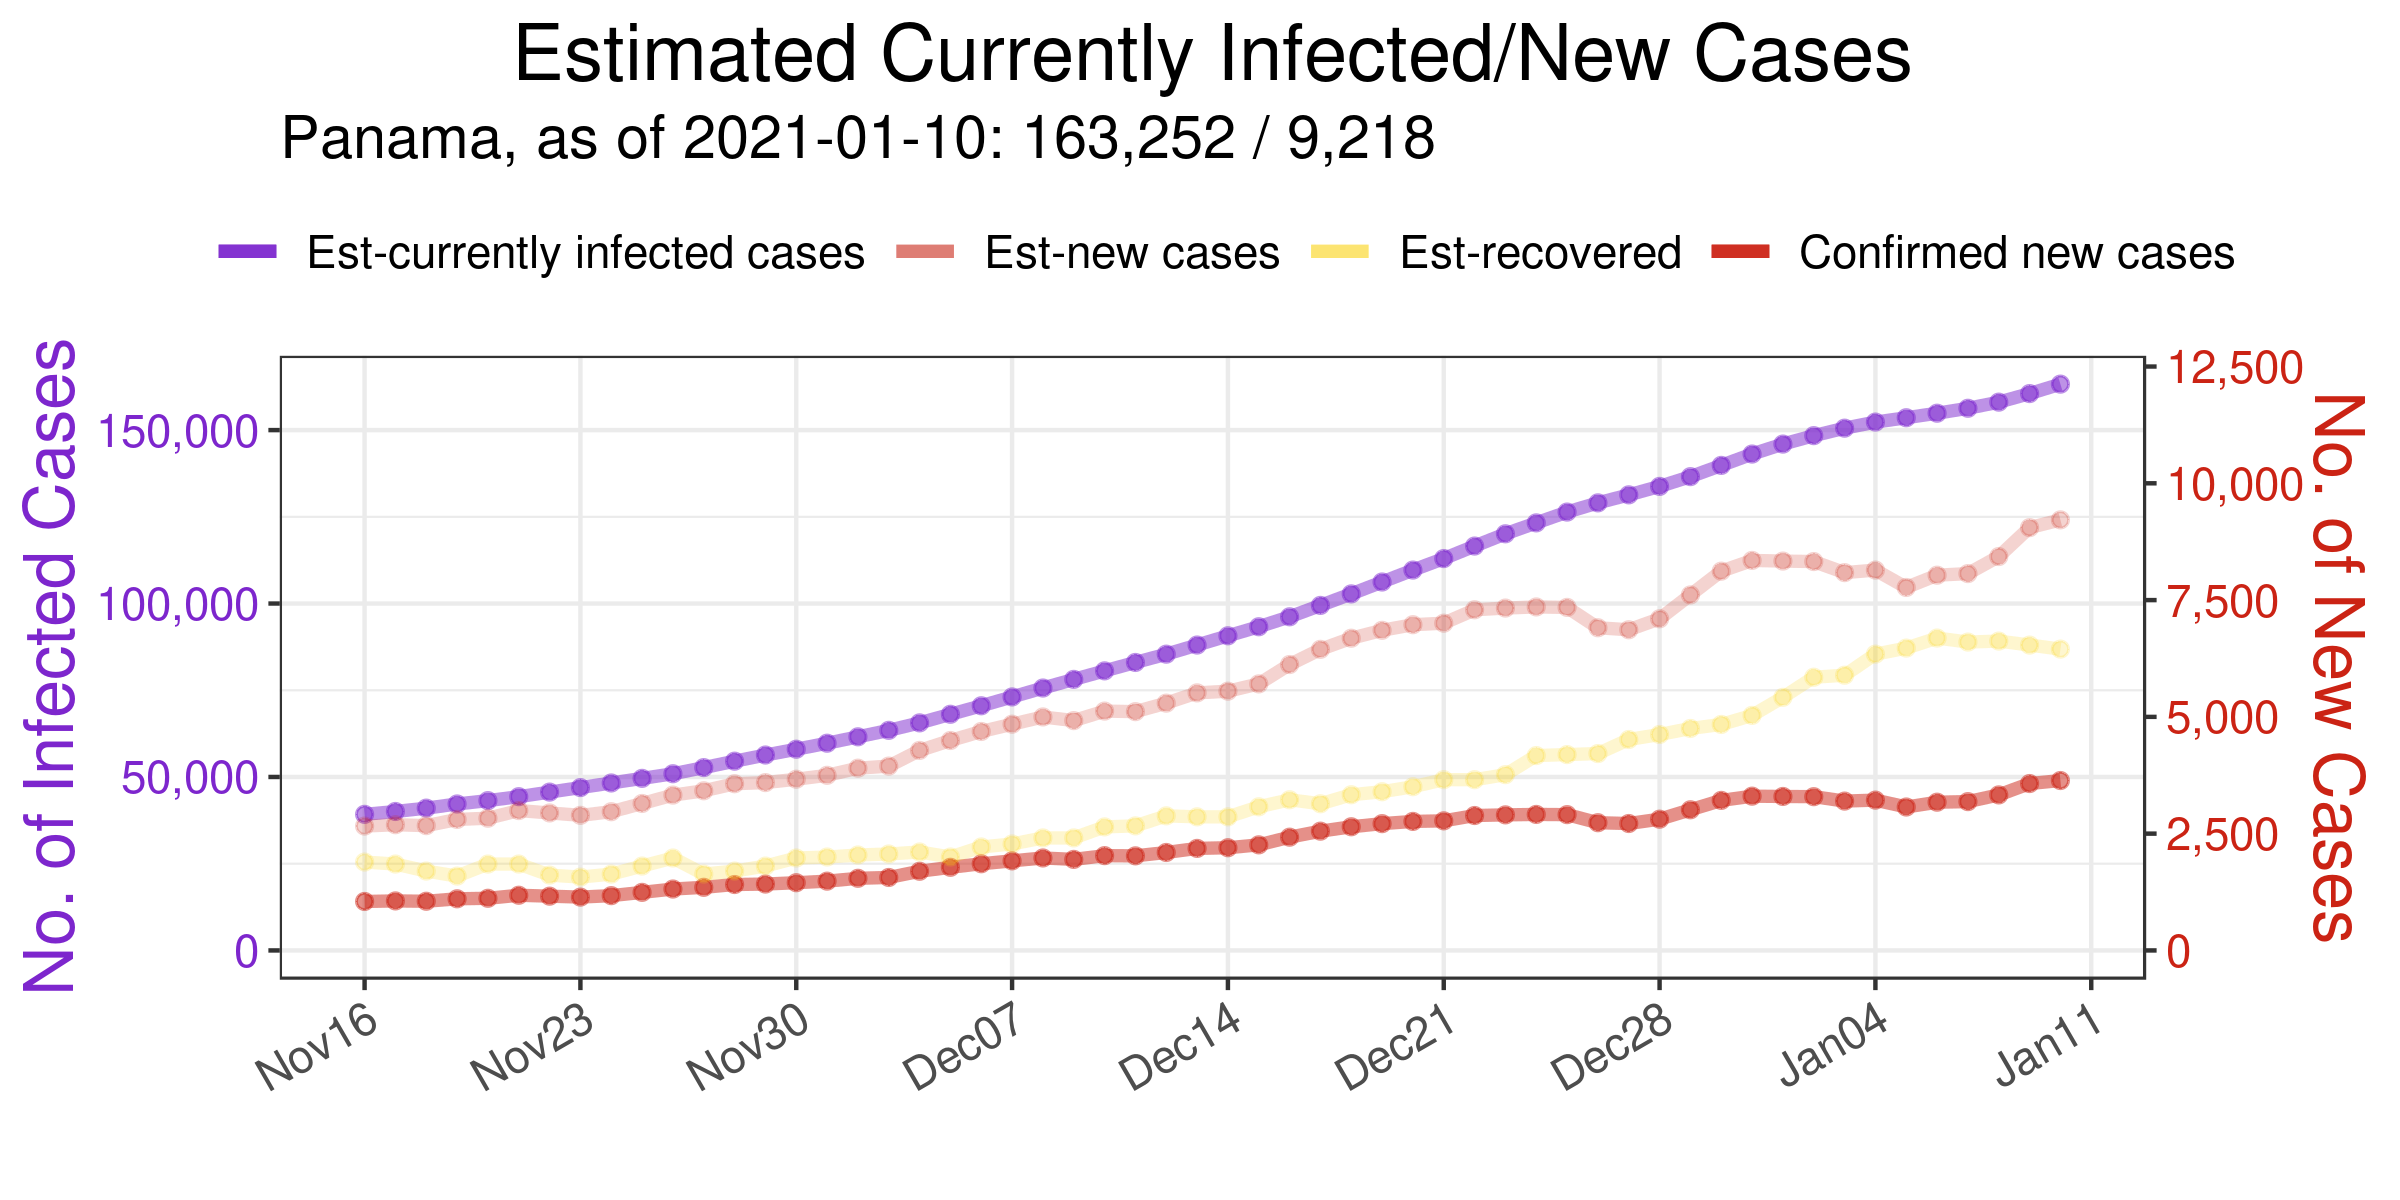 Estimated Currently Infected/New Cases
Panama, as of 2021-01-10: 163,252 / 9,218
Est-currently infected cases Est-new cases Est-recovered Confirmed new cases
No. of Infected Cases
150,000
100,000
50,000
0
12,500
10,000
7,500
5,000
2,500
0
No. of New Cases
Nov16 Nov23 Nov30 Dec07 Dec14 Dec21 Dec28 Jan04 Jan11